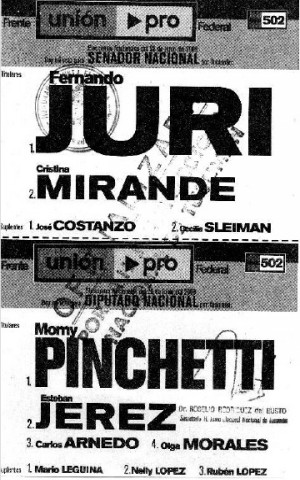 Frente unión pro Federal 502
SENADOR NACIONAL
Titulares
Fernando
1. JURI
Cristina
2. MIRANDE
Suplentes 1. José COSTANZO 2. Cecilia SLEIMAN
Frente unión pro Federal 502
DIPUTADO NACIONAL
Titulares
Momy
1. PINCHETTI
Esteban
2. JEREZ
3. Carlos ARNEDO 4. Olga MORALES
Suplentes 1. Mario LEGUINA 2. Nelly LOPEZ 3. Rubén LOPEZ